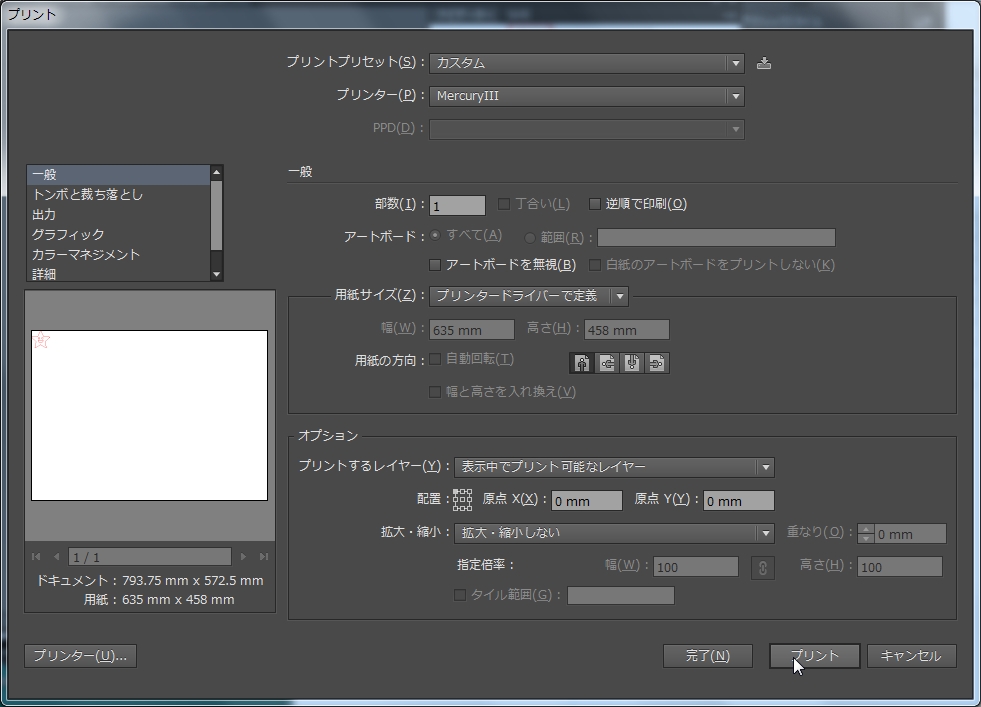 プリント
プリントプリセット(S)： カスタム
プリンター(P)： MercuryIII
PPD(D)：
一般
トンボと裁ち落とし
出力
グラフィック
カラーマネジメント
詳細
一般
部数(I)： 1 丁合い(L) 逆順で印刷(O)
アートボード： すべて(A) 範囲(R)：
アートボードを無視(B) 白紙のアートボードをプリントしない(K)
用紙サイズ(Z)： プリンタードライバーで定義
幅(W)： 635 mm 高さ(H)： 458 mm
用紙の方向： 自動回転(T)
幅と高さを入れ換え(V)
オプション
プリントするレイヤー(Y)： 表示中でプリント可能なレイヤー
配置： 原点 X(X)： 0 mm 原点 Y(Y)： 0 mm
拡大・縮小： 拡大・縮小しない 重なり(O)： 0 mm
指定倍率： 幅(W)： 100 高さ(H)： 100
タイル範囲(G)：
1 / 1
ドキュメント：793.75 mm x 572.5 mm
用紙：635 mm x 458 mm
プリンター(U)... 完了(N) プリント キャンセル